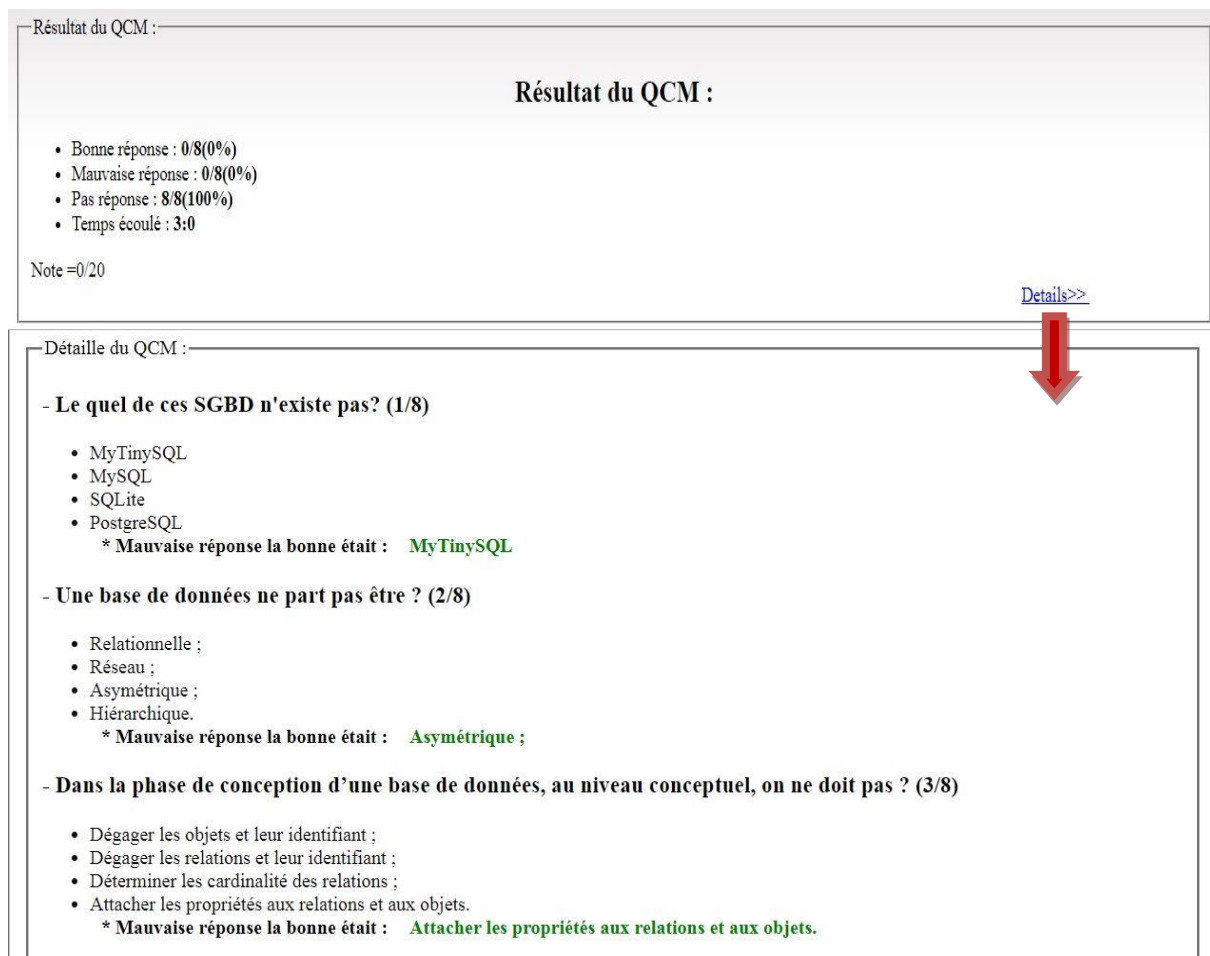 Résultat du QCM :
Résultat du QCM :
• Bonne réponse : 0/8(0%)
• Mauvaise réponse : 0/8(0%)
• Pas réponse : 8/8(100%)
• Temps écoulé : 3:0
Note =0/20
Details>>
Détaille du QCM :
- Le quel de ces SGBD n'existe pas? (1/8)
• MyTinySQL
• MySQL
• SQLite
• PostgreSQL
* Mauvaise réponse la bonne était : MyTinySQL
- Une base de données ne part pas être ? (2/8)
• Relationnelle ;
• Réseau ;
• Asymétrique ;
• Hiérarchique.
* Mauvaise réponse la bonne était : Asymétrique ;
- Dans la phase de conception d’une base de données, au niveau conceptuel, on ne doit pas ? (3/8)
• Dégager les objets et leur identifiant ;
• Dégager les relations et leur identifiant ;
• Déterminer les cardinalité des relations ;
• Attacher les propriétés aux relations et aux objets.
* Mauvaise réponse la bonne était : Attacher les propriétés aux relations et aux objets.